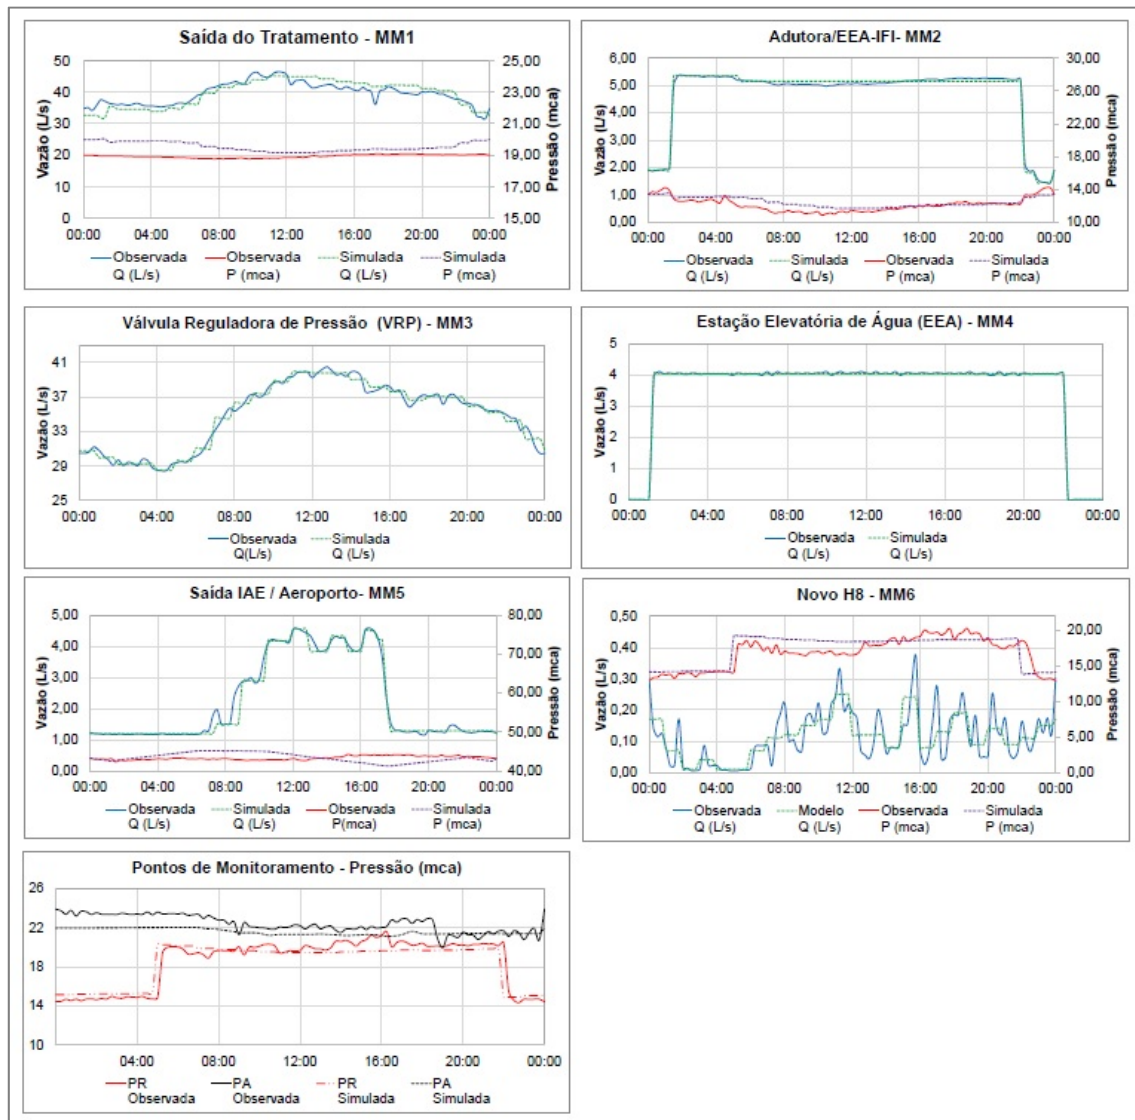 Saída do Tratamento - MM1
50
40
30
20
10
0
Vazão (L/s)
25,00
23,00
21,00
19,00
17,00
15,00
Pressão (mca)
00:00 04:00 08:00 12:00 16:00 20:00 00:00
Observada Observada Simulada Simulada
Q (L/s) P (mca) Q (L/s) P (mca)
Adutora/EEA-IFI- MM2
6,00
5,00
4,00
3,00
2,00
1,00
0,00
Vazão (L/s)
30,00
26,00
22,00
18,00
14,00
10,00
Pressão (mca)
00:00 04:00 08:00 12:00 16:00 20:00 00:00
Observada Simulada Observada Simulada
Q (L/s) Q (L/s) P (mca) P (mca)
Válvula Reguladora de Pressão (VRP) - MM3
41
37
33
29
25
Vazão (L/s)
00:00 04:00 08:00 12:00 16:00 20:00 00:00
Observada Simulada
Q(L/s) Q (L/s)
Estação Elevatória de Água (EEA) - MM4
5
4
3
2
1
0
Vazão (L/s)
00:00 04:00 08:00 12:00 16:00 20:00 00:00
Observada Simulada
Q (L/s) Q (L/s)
Saída IAE / Aeroporto- MM5
5,00
4,00
3,00
2,00
1,00
0,00
Vazão (L/s)
80,00
70,00
60,00
50,00
40,00
Pressão (mca)
00:00 04:00 08:00 12:00 16:00 20:00 00:00
Observada Simulada Observada Simulada
Q (L/s) Q (L/s) P(mca) P (mca)
Novo H8 - MM6
0,50
0,40
0,30
0,20
0,10
0,00
Vazão (L/s)
20,00
15,00
10,00
5,00
0,00
Pressão (mca)
00:00 04:00 08:00 12:00 16:00 20:00 00:00
Observada Modelo Observada Simulada
Q (L/s) Q (L/s) P (mca) P (mca)
Pontos de Monitoramento - Pressão (mca)
26
22
18
14
10
04:00 08:00 12:00 16:00 20:00 00:00
PR PA PR PA
Observada Observada Simulada Simulada